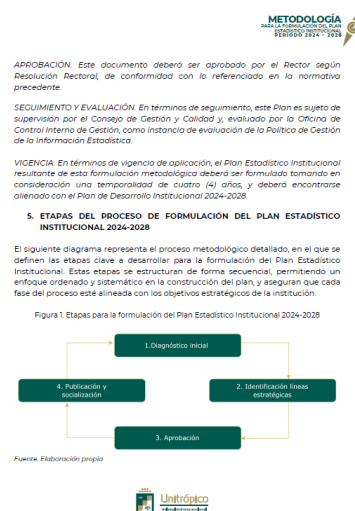 METODOLOGÍA
PARA LA FORMULACIÓN DEL PLAN
ESTADÍSTICO INSTITUCIONAL
PERIODO 2024 - 2028
APROBACIÓN. Este documento deberá ser aprobado por el Rector según
Resolución Rectoral, de conformidad con lo referenciado en la normativa
precedente.
SEGUIMIENTO Y EVALUACIÓN. En términos de seguimiento, este Plan es sujeto de
supervisión por el Consejo de Gestión y Calidad y, evaluado por la Oficina de
Control Interno de Gestión, como instancia de evaluación de la Política de Gestión
de la Información Estadística.
VIGENCIA. En términos de vigencia de aplicación, el Plan Estadístico Institucional
resultante de esta formulación metodológica deberá ser formulado tomando en
consideración una temporalidad de cuatro (4) años, y deberá encontrarse
alienado con el Plan de Desarrollo Institucional 2024-2028.
5. ETAPAS DEL PROCESO DE FORMULACIÓN DEL PLAN ESTADÍSTICO
INSTITUCIONAL 2024-2028
El siguiente diagrama representa el proceso metodológico detallado, en el que se
definen las etapas clave a desarrollar para la formulación del Plan Estadístico
Institucional. Estas etapas se estructuran de forma secuencial, permitiendo un
enfoque ordenado y sistemático en la construcción del plan, y aseguran que cada
fase del proceso esté alineada con los objetivos estratégicos de la institución.
Figura 1. Etapas para la formulación del Plan Estadístico Institucional 2024-2028
1.Diagnóstico inicial
2. Identificación líneas
estratégicas
3. Aprobación
4. Publicación y
socialización
Fuente. Elaboración propia
Unitrópico